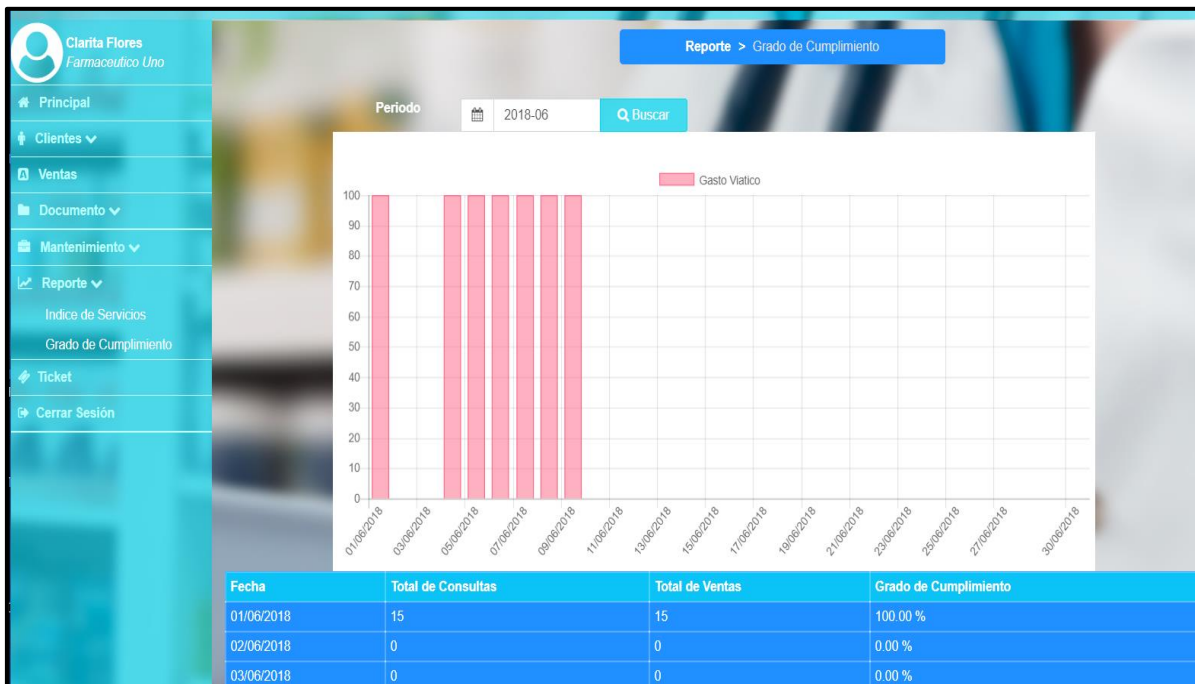 Clarita Flores
Farmaceutico Uno
Principal
Clientes
Ventas
Documento
Mantenimiento
Reporte
Indice de Servicios
Grado de Cumplimiento
Ticket
Cerrar Sesión
Reporte > Grado de Cumplimiento
Periodo 2018-06 Buscar
Gasto Viatico
100
90
80
70
60
50
40
30
20
10
0
01/06/2018 03/06/2018 05/06/2018 07/06/2018 09/06/2018 11/06/2018 13/06/2018 15/06/2018 17/06/2018 19/06/2018 21/06/2018 23/06/2018 25/06/2018 27/06/2018 30/06/2018
Fecha Total de Consultas Total de Ventas Grado de Cumplimiento
01/06/2018 15 15 100.00 %
02/06/2018 0 0 0.00 %
03/06/2018 0 0 0.00 %